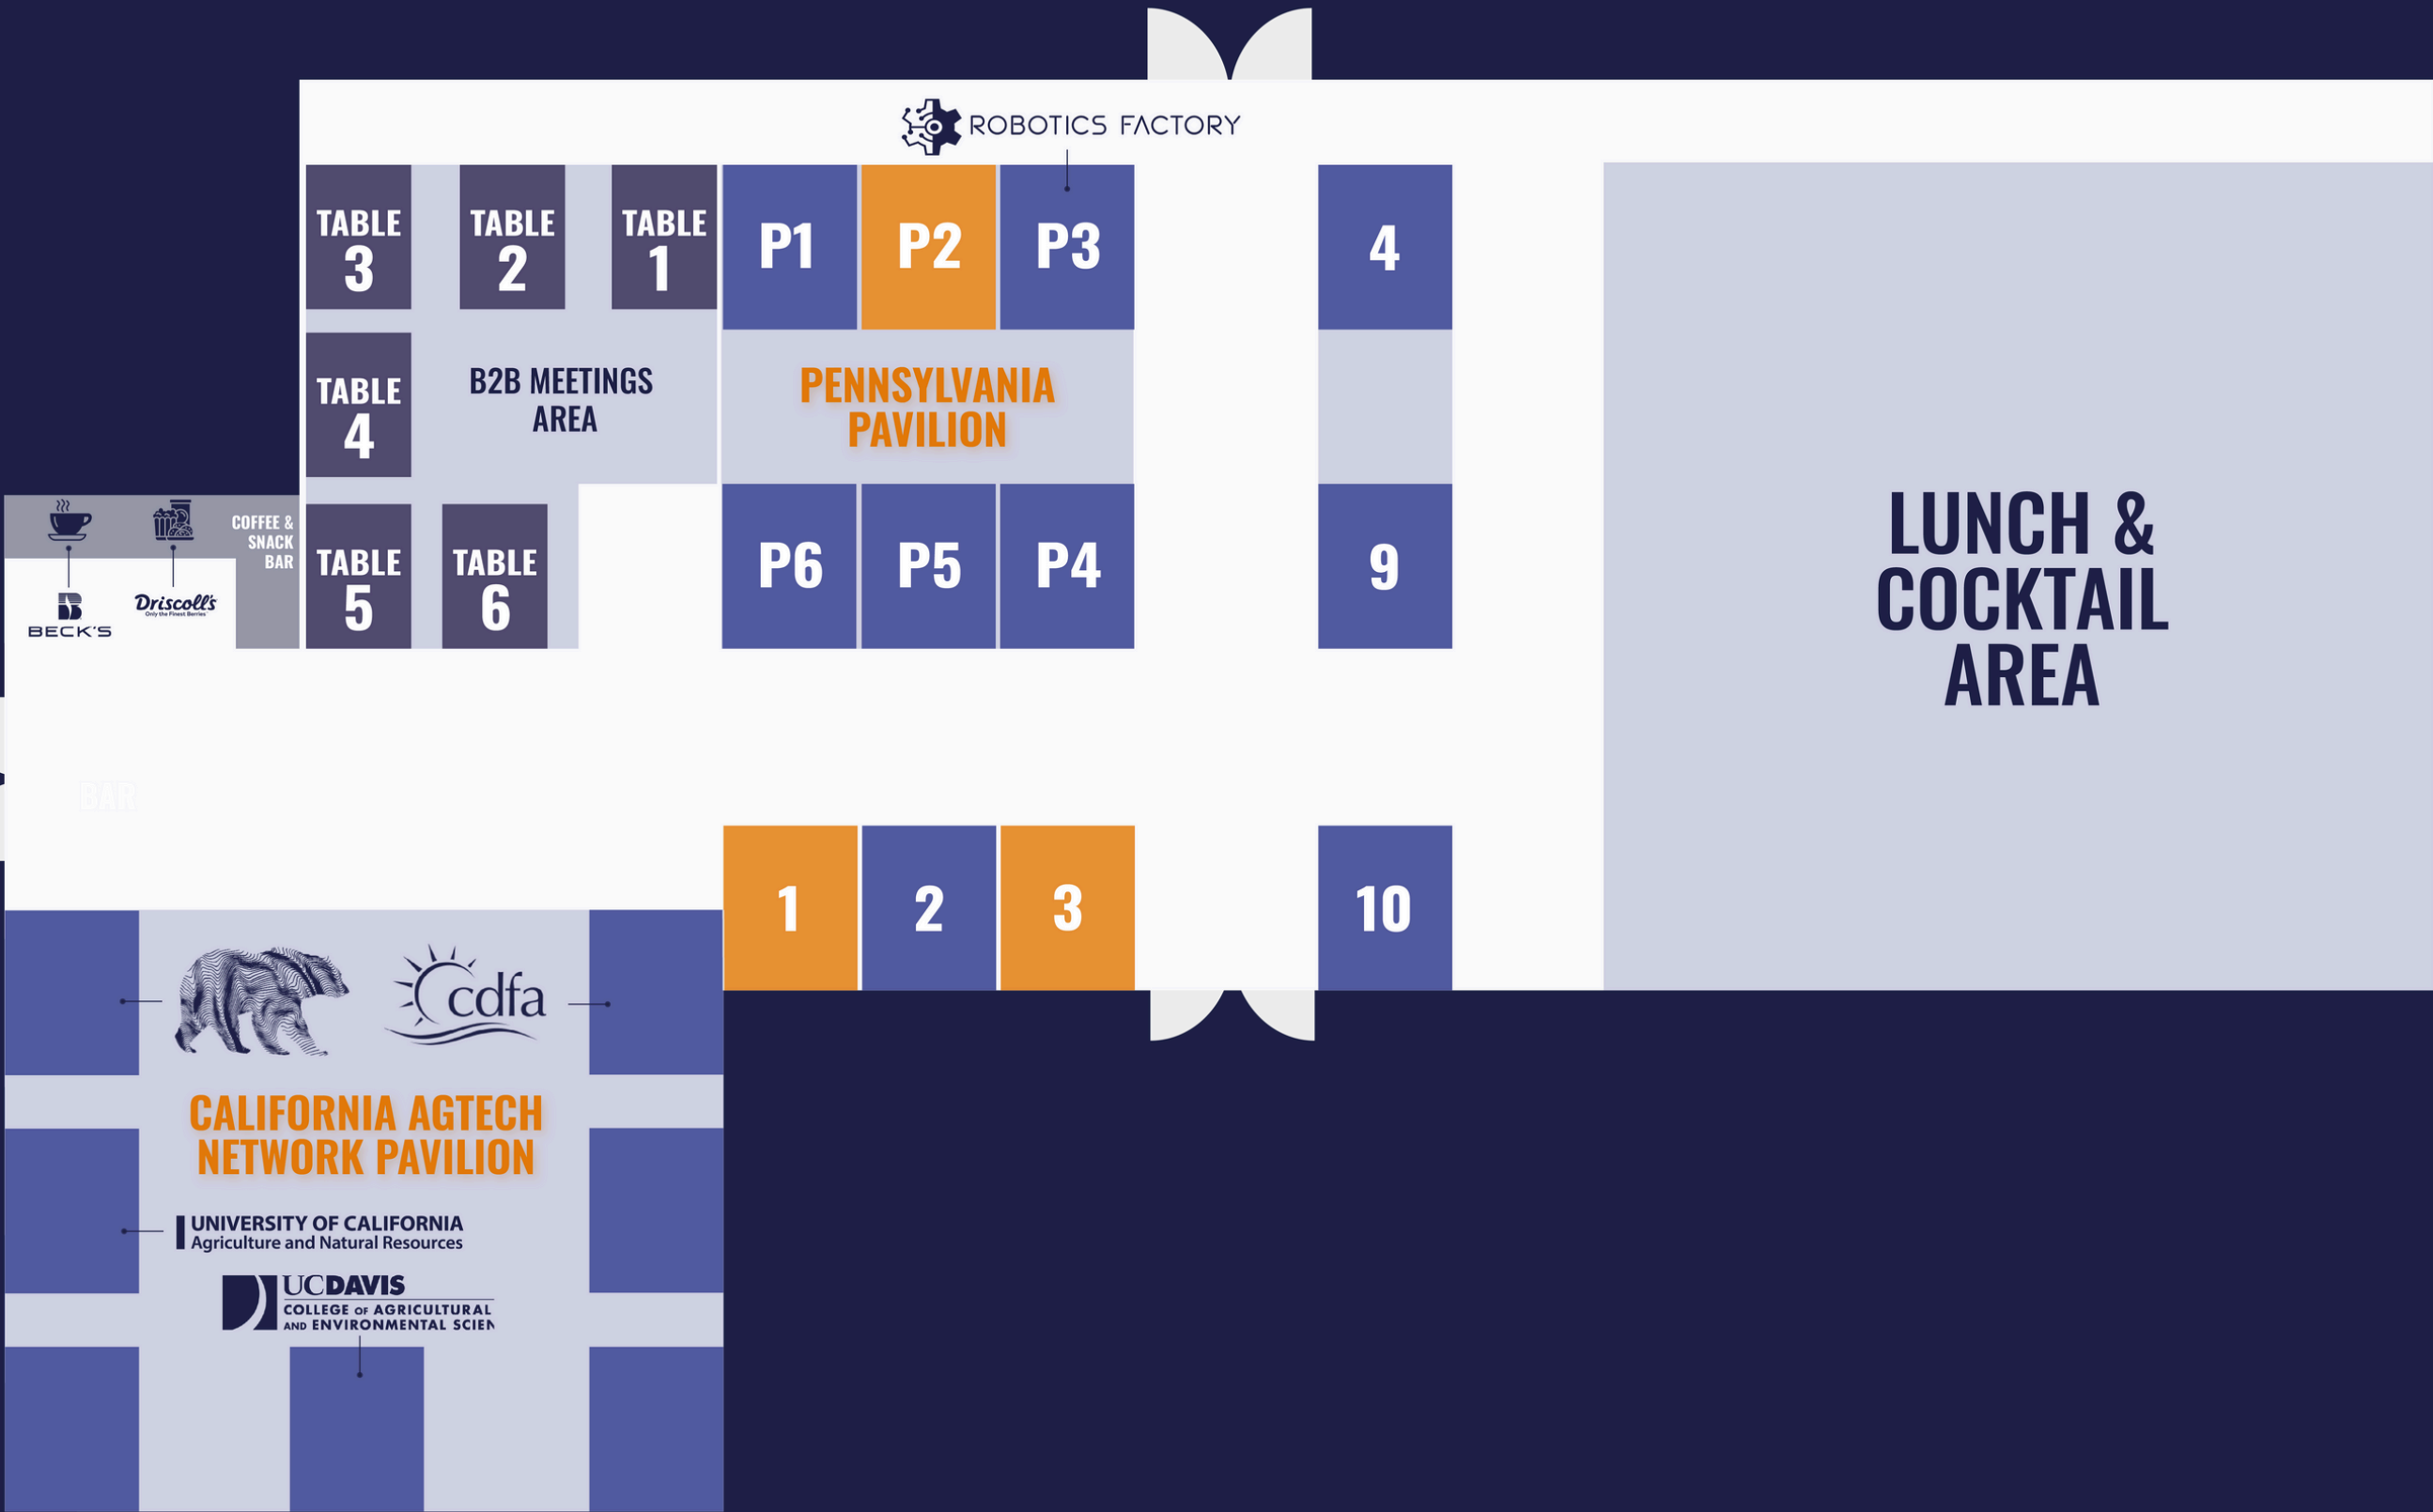 ROBOTICS FACTORY
TABLE
3
TABLE
2
TABLE
1
P1
P2
P3
4
TABLE
4
B2B MEETINGS
AREA
PENNSYLVANIA
PAVILION
COFFEE &
SNACK
BAR
BECK'S
Driscoll's
Only the Finest Berries
TABLE
5
TABLE
6
P6
P5
P4
9
LUNCH &
COCKTAIL
AREA
BAR
1
2
3
10
cdfa
CALIFORNIA AGTECH
NETWORK PAVILION
UNIVERSITY OF CALIFORNIA
Agriculture and Natural Resources
UCDAVIS
COLLEGE OF AGRICULTURAL
AND ENVIRONMENTAL SCIEN